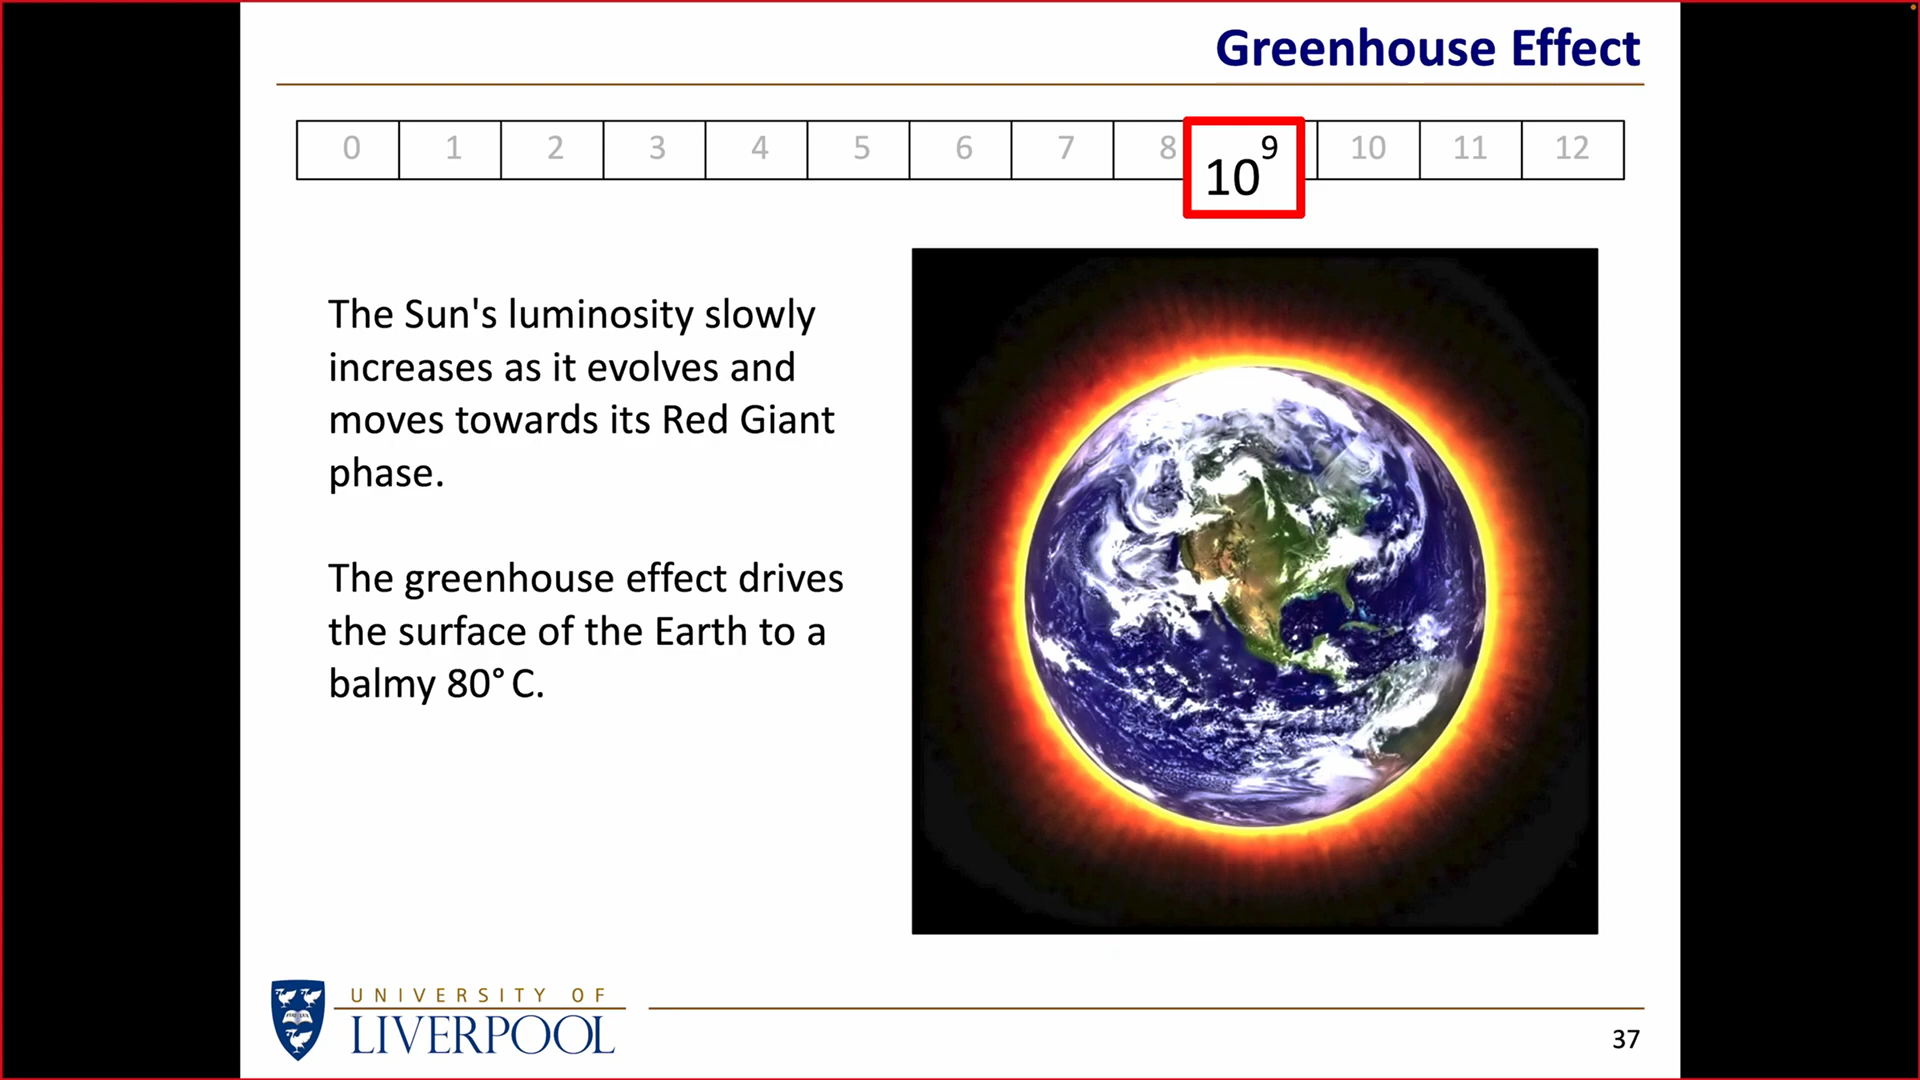 Greenhouse Effect
0 1 2 3 4 5 6 7 8 10⁹ 10 11 12
The Sun's luminosity slowly
increases as it evolves and
moves towards its Red Giant
phase.
The greenhouse effect drives
the surface of the Earth to a
balmy 80° C.
UNIVERSITY OF
LIVERPOOL
37